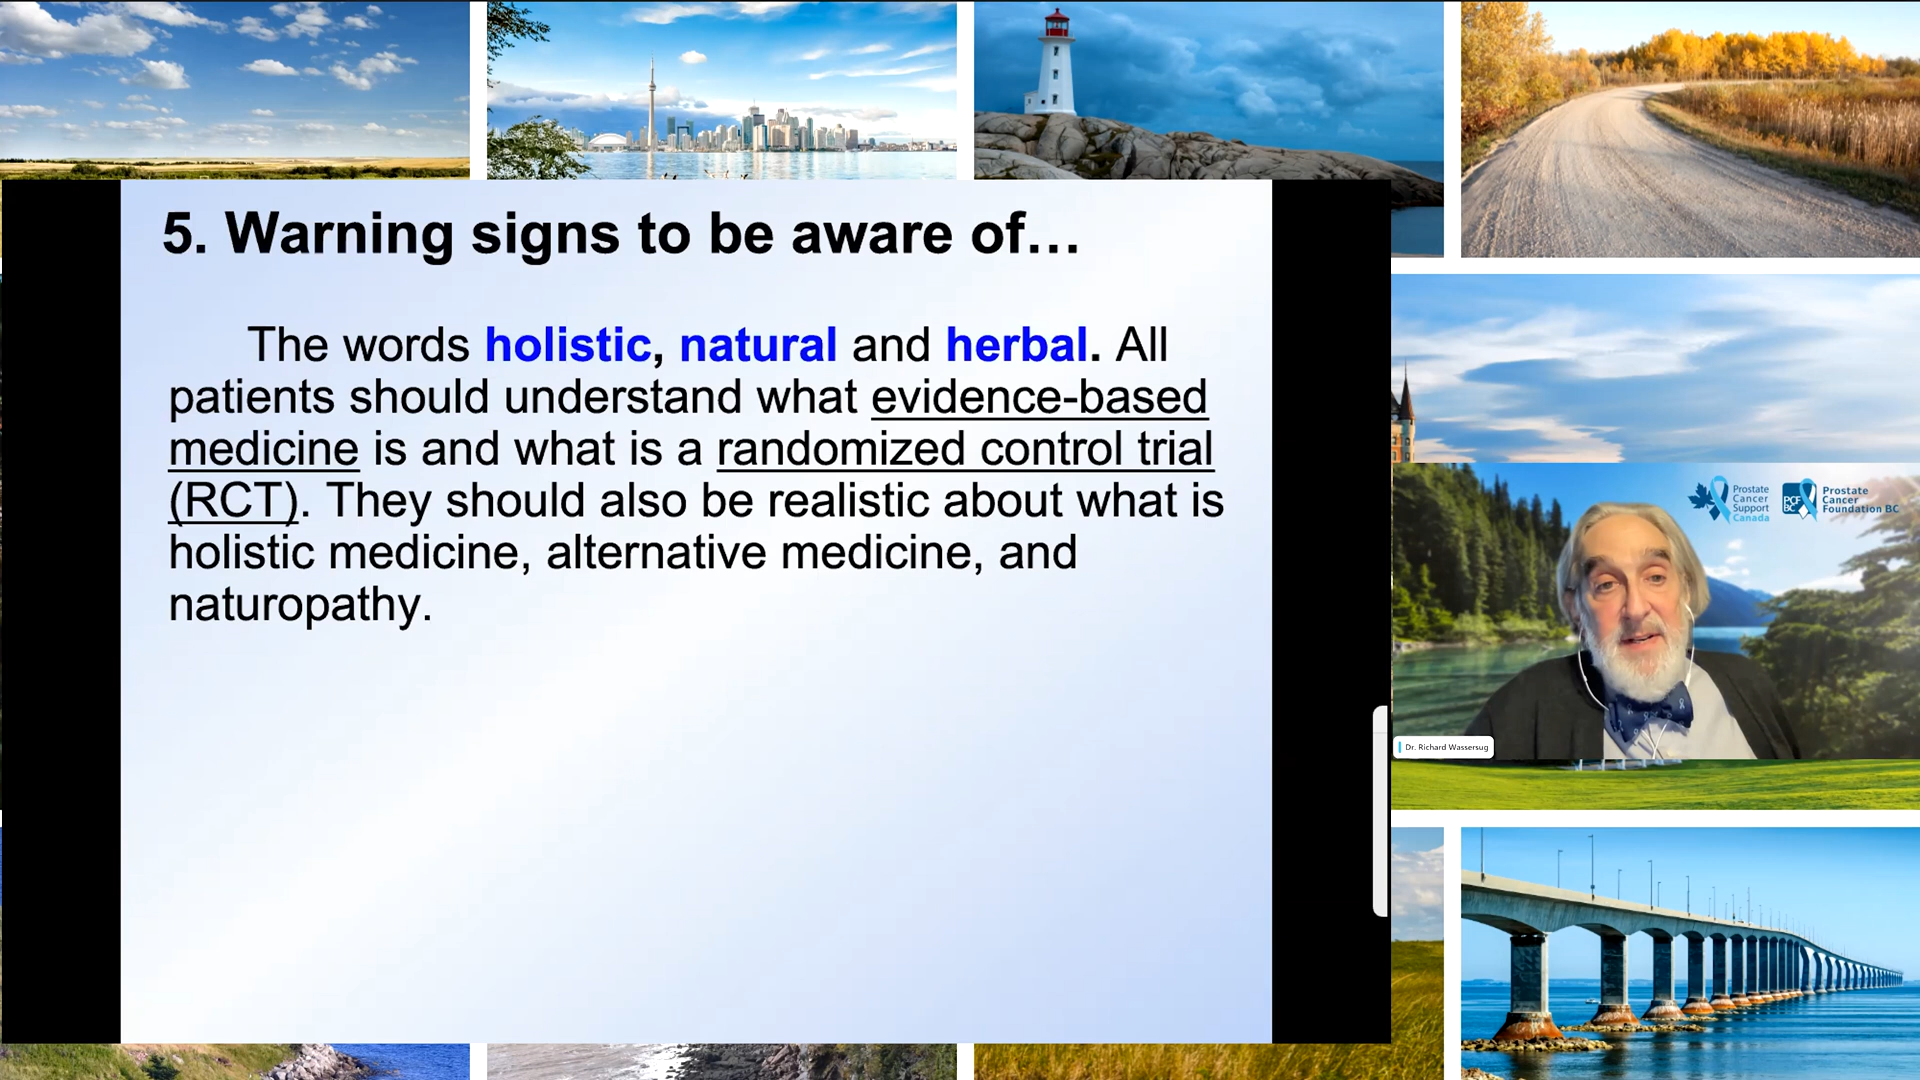 5. Warning signs to be aware of...
The words holistic, natural and herbal. All
patients should understand what evidence-based
medicine is and what is a randomized control trial
(RCT). They should also be realistic about what is
holistic medicine, alternative medicine, and
naturopathy.
Prostate
Cancer
Support
Canada
PCF
BC
Prostate
Cancer
Foundation BC
Dr. Richard Wassersug